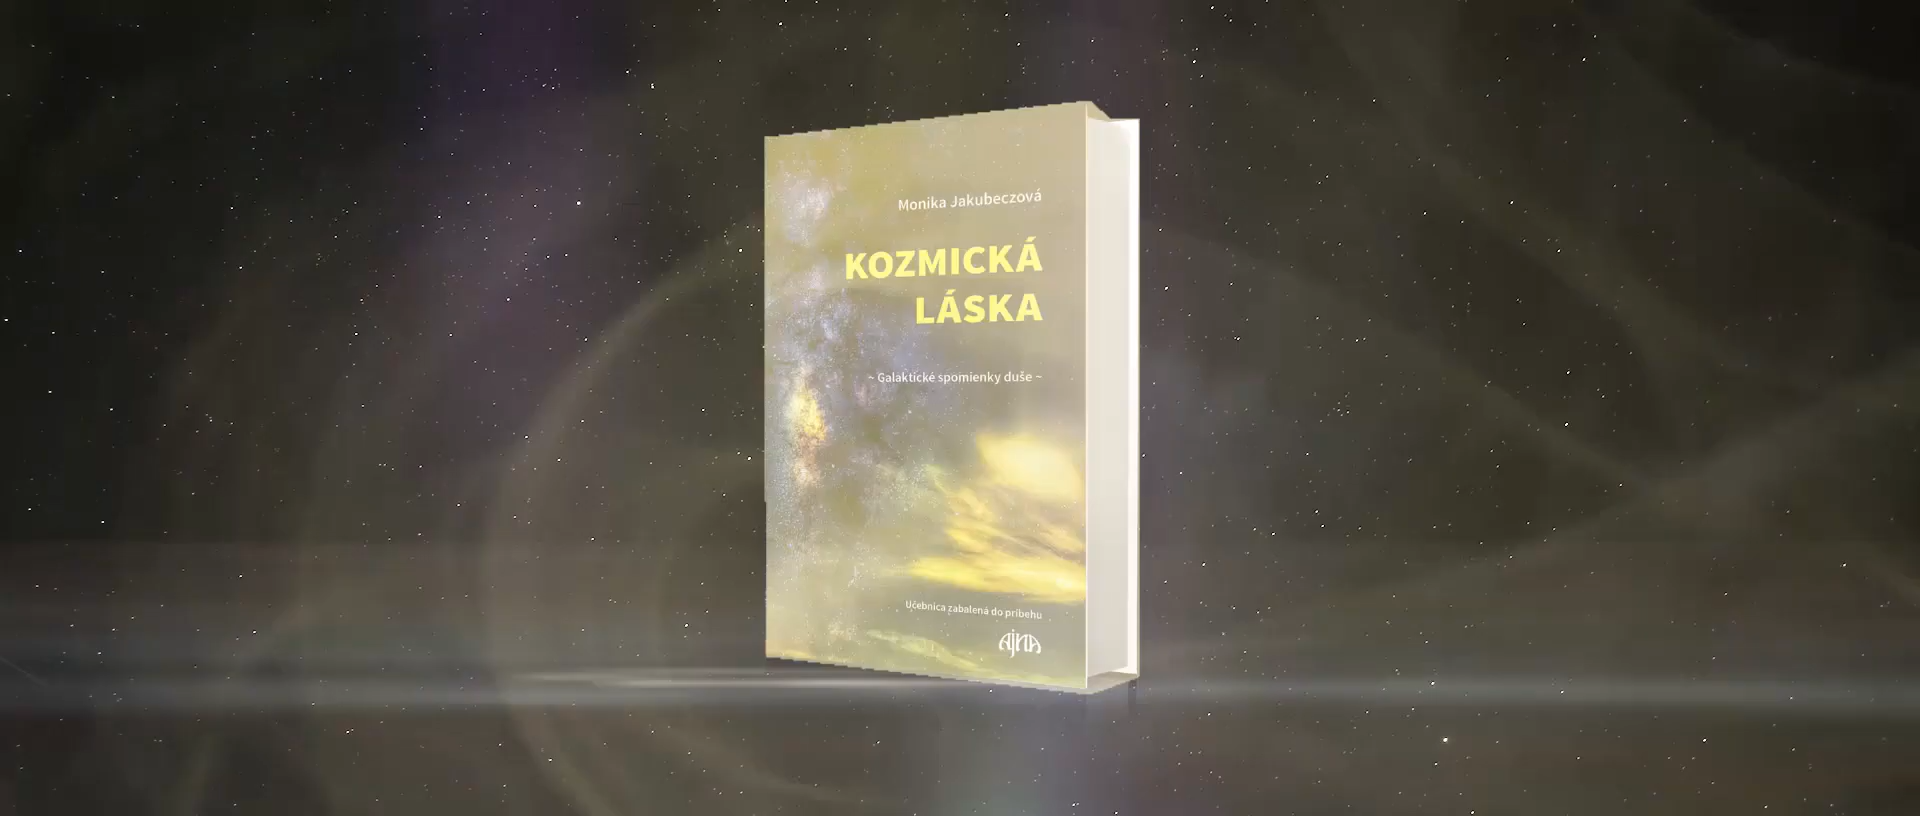 Monika Jakubeczová
KOZMICKÁ
LÁSKA
~ Galaktické spomienky duše ~
Učebnica zabalená do príbehu
AJNA